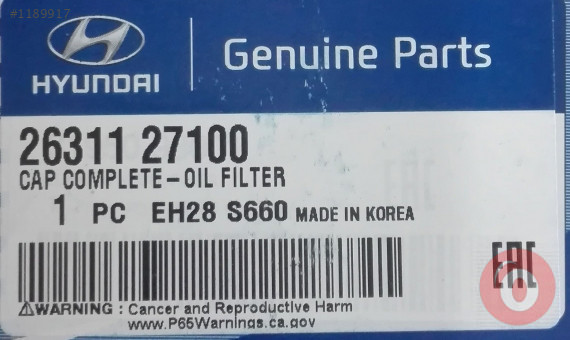 #1189917
HYUNDAI
Genuine Parts
26311 27100
CAP COMPLETE-OIL FILTER
1 PC EH28 S660 MADE IN KOREA
EAC
⚠WARNING : Cancer and Reproductive Harm
www.P65Warnings.ca.gov